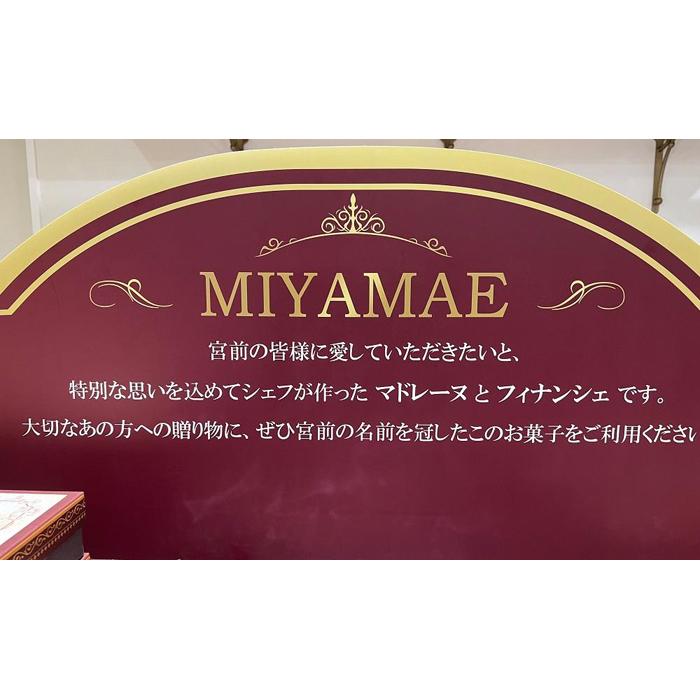 MIYAMAE
宮前の皆様に愛していただきたいと、
特別な思いを込めてシェフが作った マドレーヌ と フィナンシェ です。
大切なあの方への贈り物に、ぜひ宮前の名前を冠したこのお菓子をご利用ください